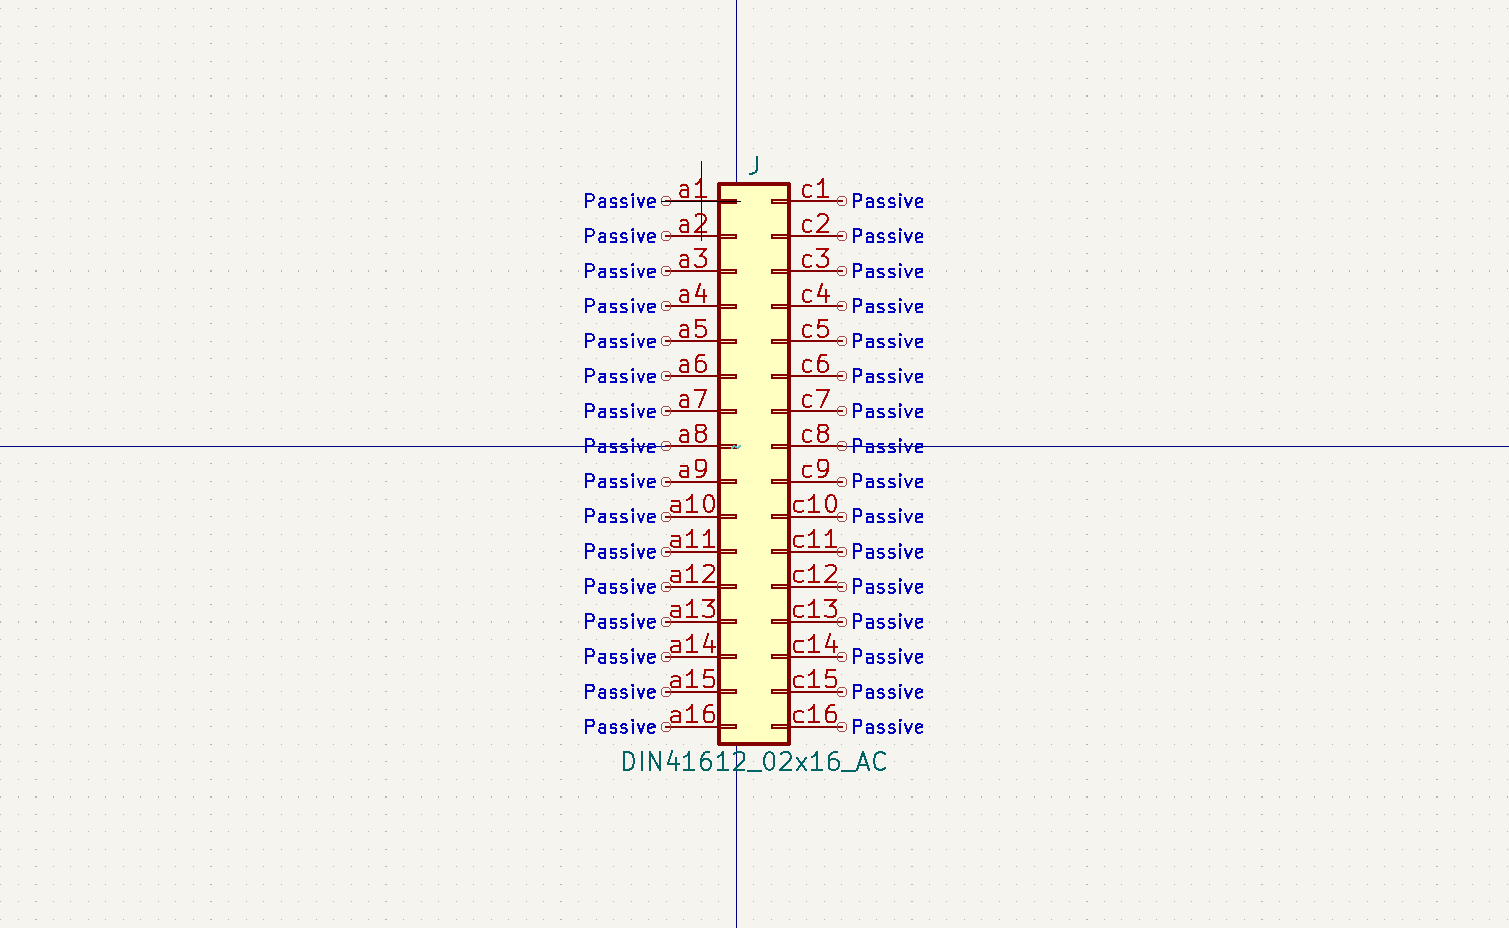 J
Passive a1 c1 Passive
Passive a2 c2 Passive
Passive a3 c3 Passive
Passive a4 c4 Passive
Passive a5 c5 Passive
Passive a6 c6 Passive
Passive a7 c7 Passive
Passive a8 c8 Passive
Passive a9 c9 Passive
Passive a10 c10 Passive
Passive a11 c11 Passive
Passive a12 c12 Passive
Passive a13 c13 Passive
Passive a14 c14 Passive
Passive a15 c15 Passive
Passive a16 c16 Passive
DIN41612_02x16_AC